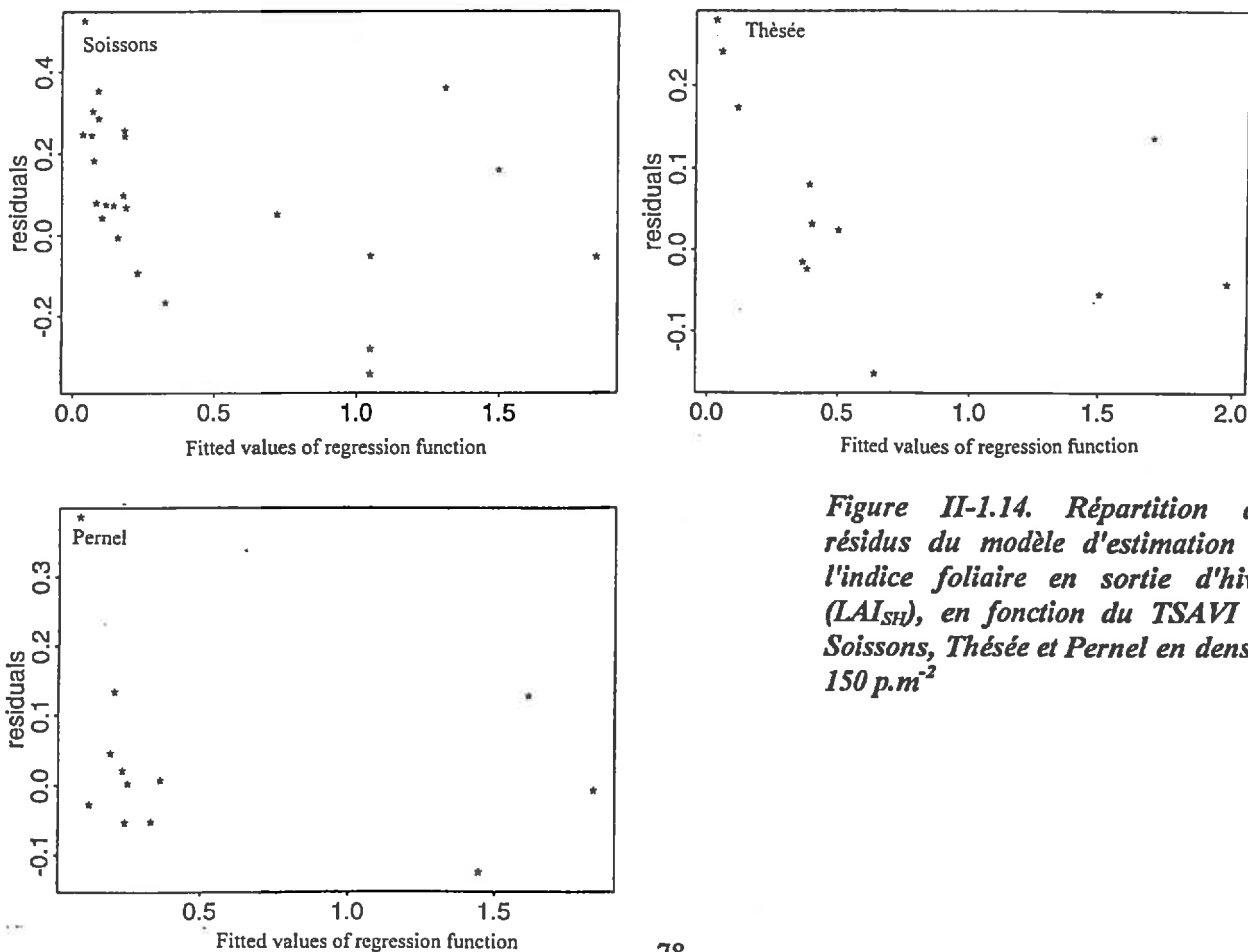 Soissons
residuals
0.4
0.2
0.0
-0.2
0.0 0.5 1.0 1.5
Fitted values of regression function
Thèsée
residuals
0.2
0.1
0.0
-0.1
0.0 0.5 1.0 1.5 2.0
Fitted values of regression function
Pernel
residuals
0.3
0.2
0.1
0.0
-0.1
0.5 1.0 1.5
Fitted values of regression function
Figure II-1.14. Répartition
résidus du modèle d'estimation
l'indice foliaire en sortie
(LAI_SH), en fonction du TSAVI
Soissons, Thésée et Pernel en
150 p.m⁻²